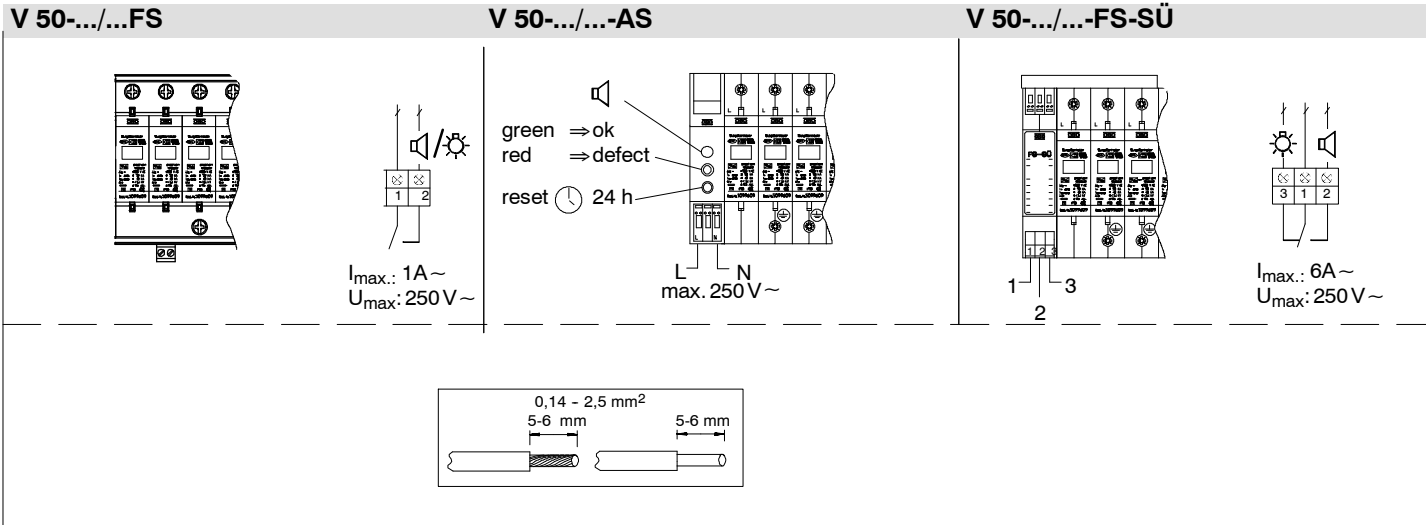 V 50-.../...FS
V 50-.../...-AS
V 50-.../...-FS-SÜ
1 2
Imax.: 1A~
Umax: 250 V~
green ⇒ ok
red ⇒ defect
reset 24 h
L L L
L N
L N
max. 250 V~
L L L
FS-SÜ
1 2 3
1 3
2
3 1 2
Imax.: 6A~
Umax: 250 V~
0,14 - 2,5 mm²
5-6 mm 5-6 mm